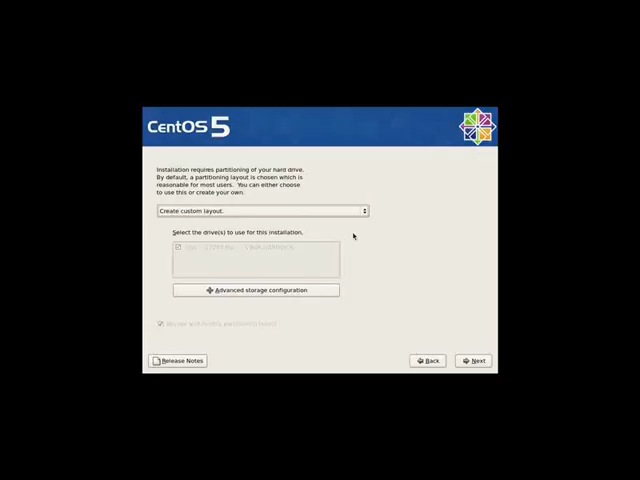 CentOS 5
Installation requires partitioning of your hard drive.
By default, a partitioning layout is chosen which is
reasonable for most users. You can either choose
to use this or create your own.
Create custom layout.
Select the drive(s) to use for this installation.
Advanced storage configuration
Release Notes
Back
Next